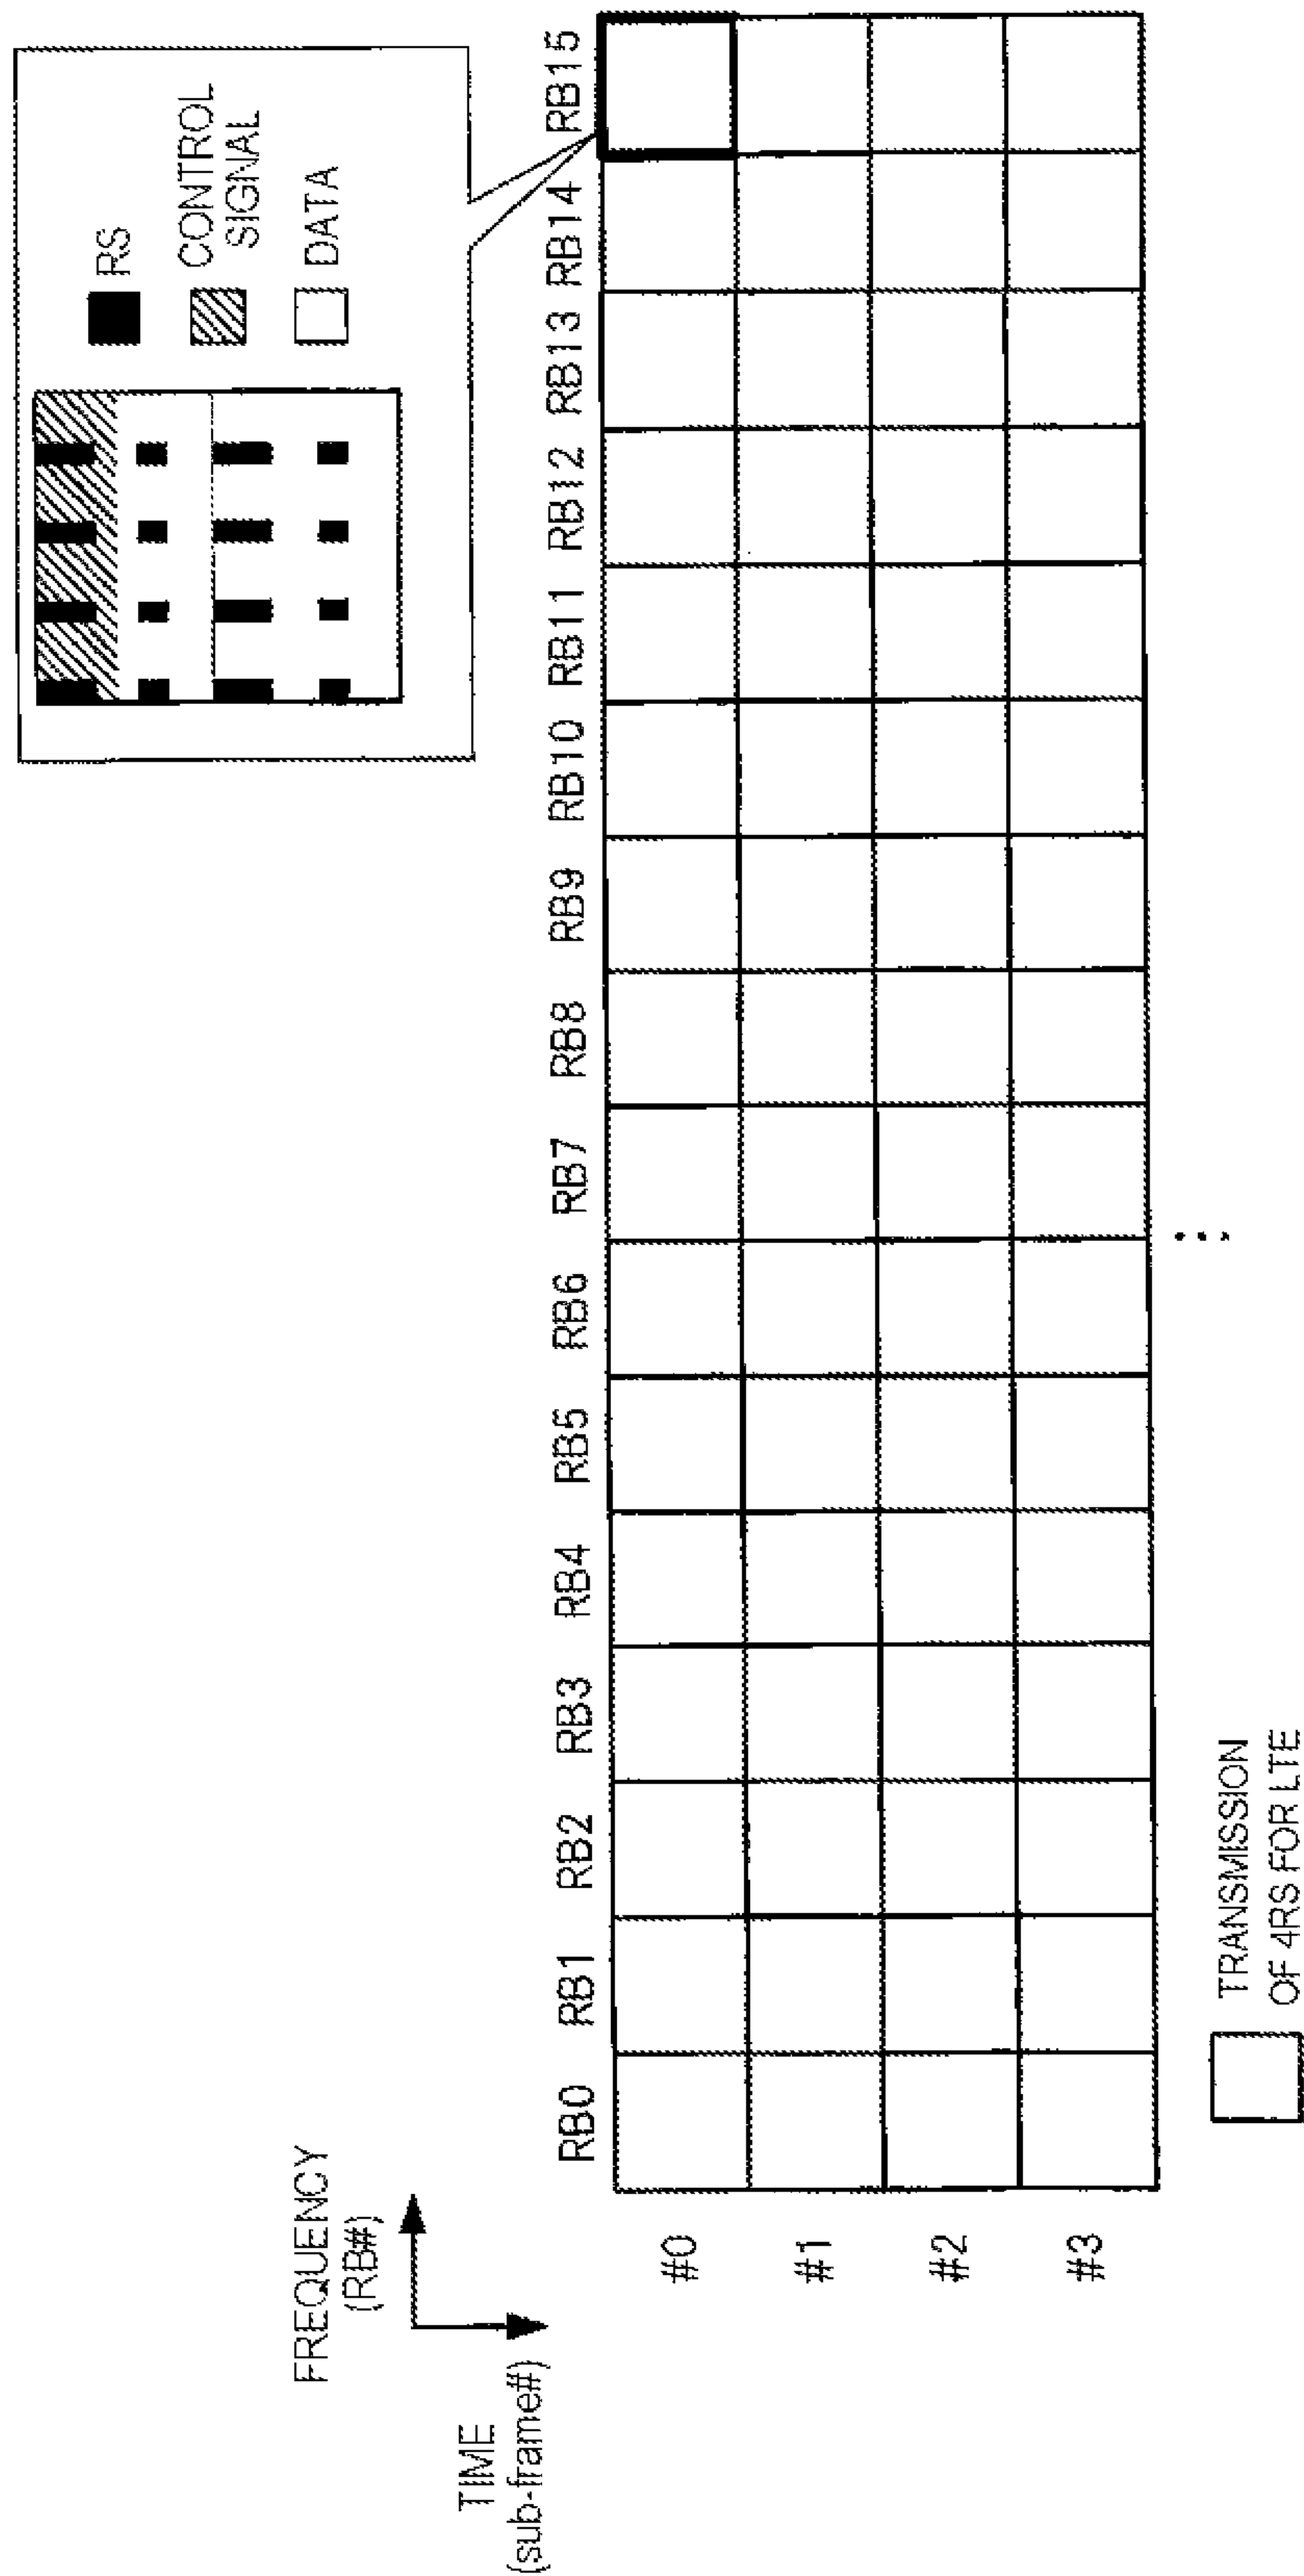 FREQUENCY
(RB#)
TIME
(sub-frame#)
RS
CONTROL
SIGNAL
DATA
RB0 RB1 RB2 RB3 RB4 RB5 RB6 RB7 RB8 RB9 RB10 RB11 RB12 RB13 RB14 RB15
#0
#1
#2
#3
...
TRANSMISSION
OF 4RS FOR LTE